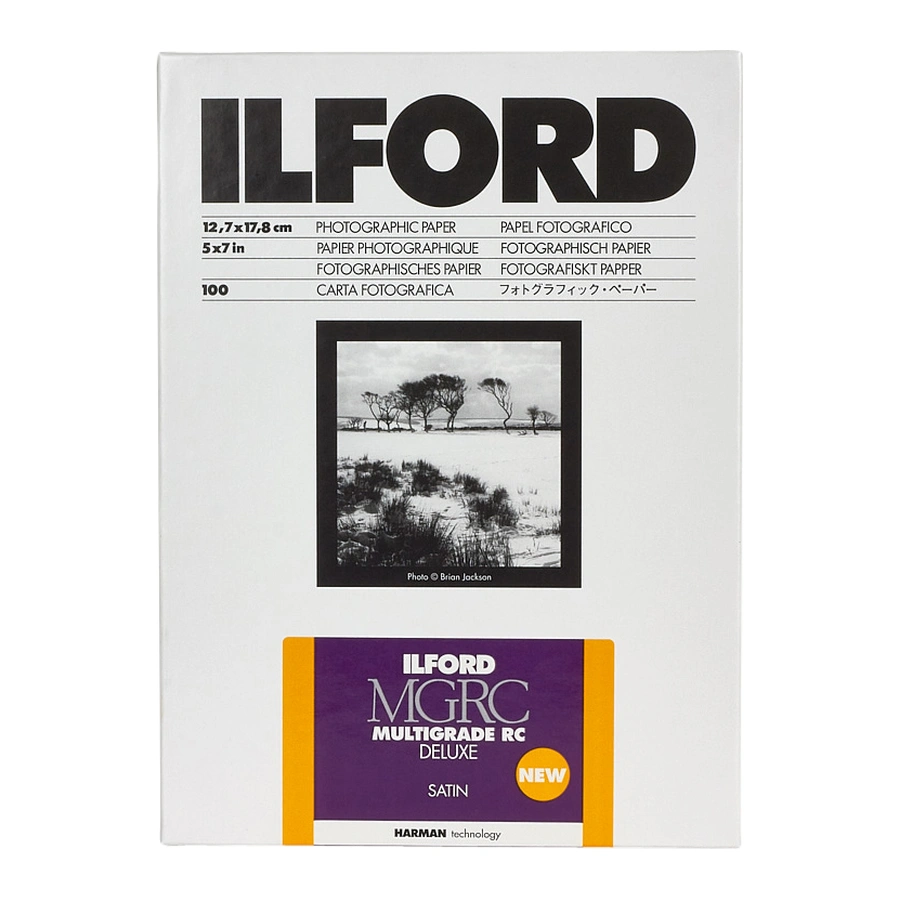 ILFORD
12,7x17,8 cm PHOTOGRAPHIC PAPER PAPEL FOTOGRAFICO
5x7 in PAPIER PHOTOGRAPHIQUE FOTOGRAPHISCH PAPIER
FOTOGRAPHISCHES PAPIER FOTOGRAFISKT PAPPER
100 CARTA FOTOGRAFICA フォトグラフィック・ペーパー
Photo © Brian Jackson
ILFORD
MGRC
MULTIGRADE RC
DELUXE
NEW
SATIN
HARMAN technology